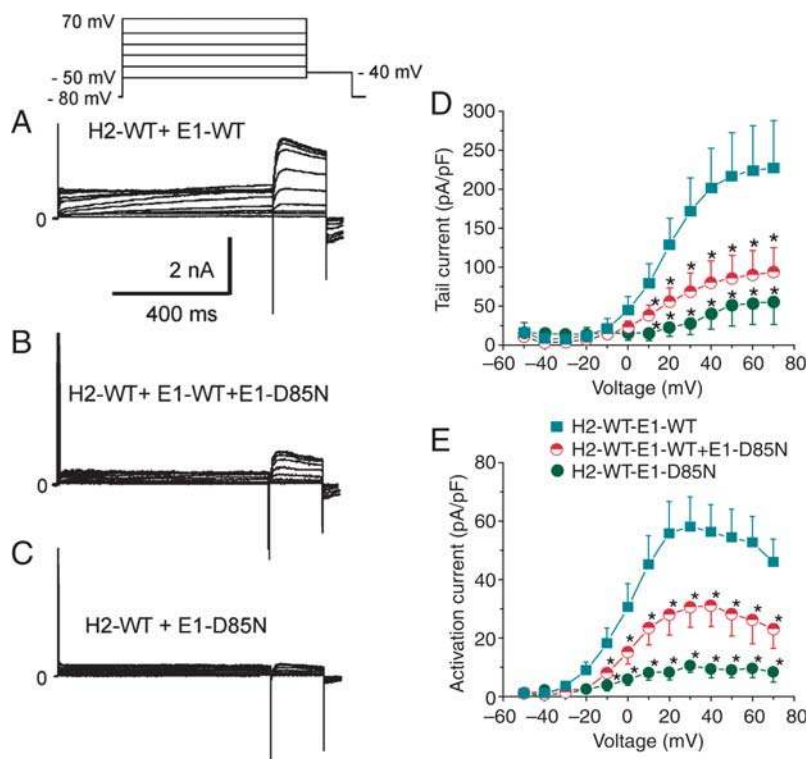 70 mV
- 50 mV
- 80 mV
- 40 mV
A
H2-WT+ E1-WT
0
2 nA
400 ms
B
H2-WT+ E1-WT+E1-D85N
0
C
H2-WT + E1-D85N
0
D
Tail current (pA/pF)
300
250
200
150
100
50
0
* * * * * *
* * * * * *
−60 −40 −20 0 20 40 60 80
Voltage (mV)
H2-WT-E1-WT
H2-WT-E1-WT+E1-D85N
H2-WT-E1-D85N
E
Activation current (pA/pF)
80
60
40
20
0
* * * * * * * * *
* * * * * * * * *
−60 −40 −20 0 20 40 60 80
Voltage (mV)